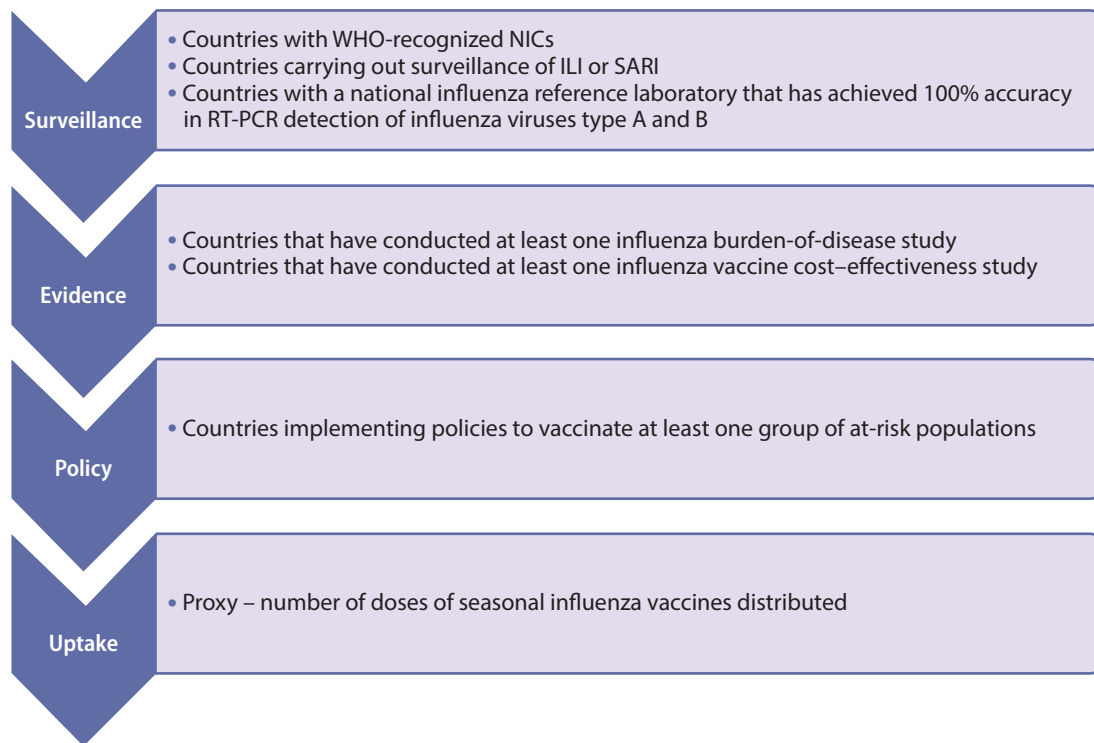 Surveillance
• Countries with WHO-recognized NICs
• Countries carrying out surveillance of ILI or SARI
• Countries with a national influenza reference laboratory that has achieved 100% accuracy
in RT-PCR detection of influenza viruses type A and B
Evidence
• Countries that have conducted at least one influenza burden-of-disease study
• Countries that have conducted at least one influenza vaccine cost–effectiveness study
Policy
• Countries implementing policies to vaccinate at least one group of at-risk populations
Uptake
• Proxy – number of doses of seasonal influenza vaccines distributed